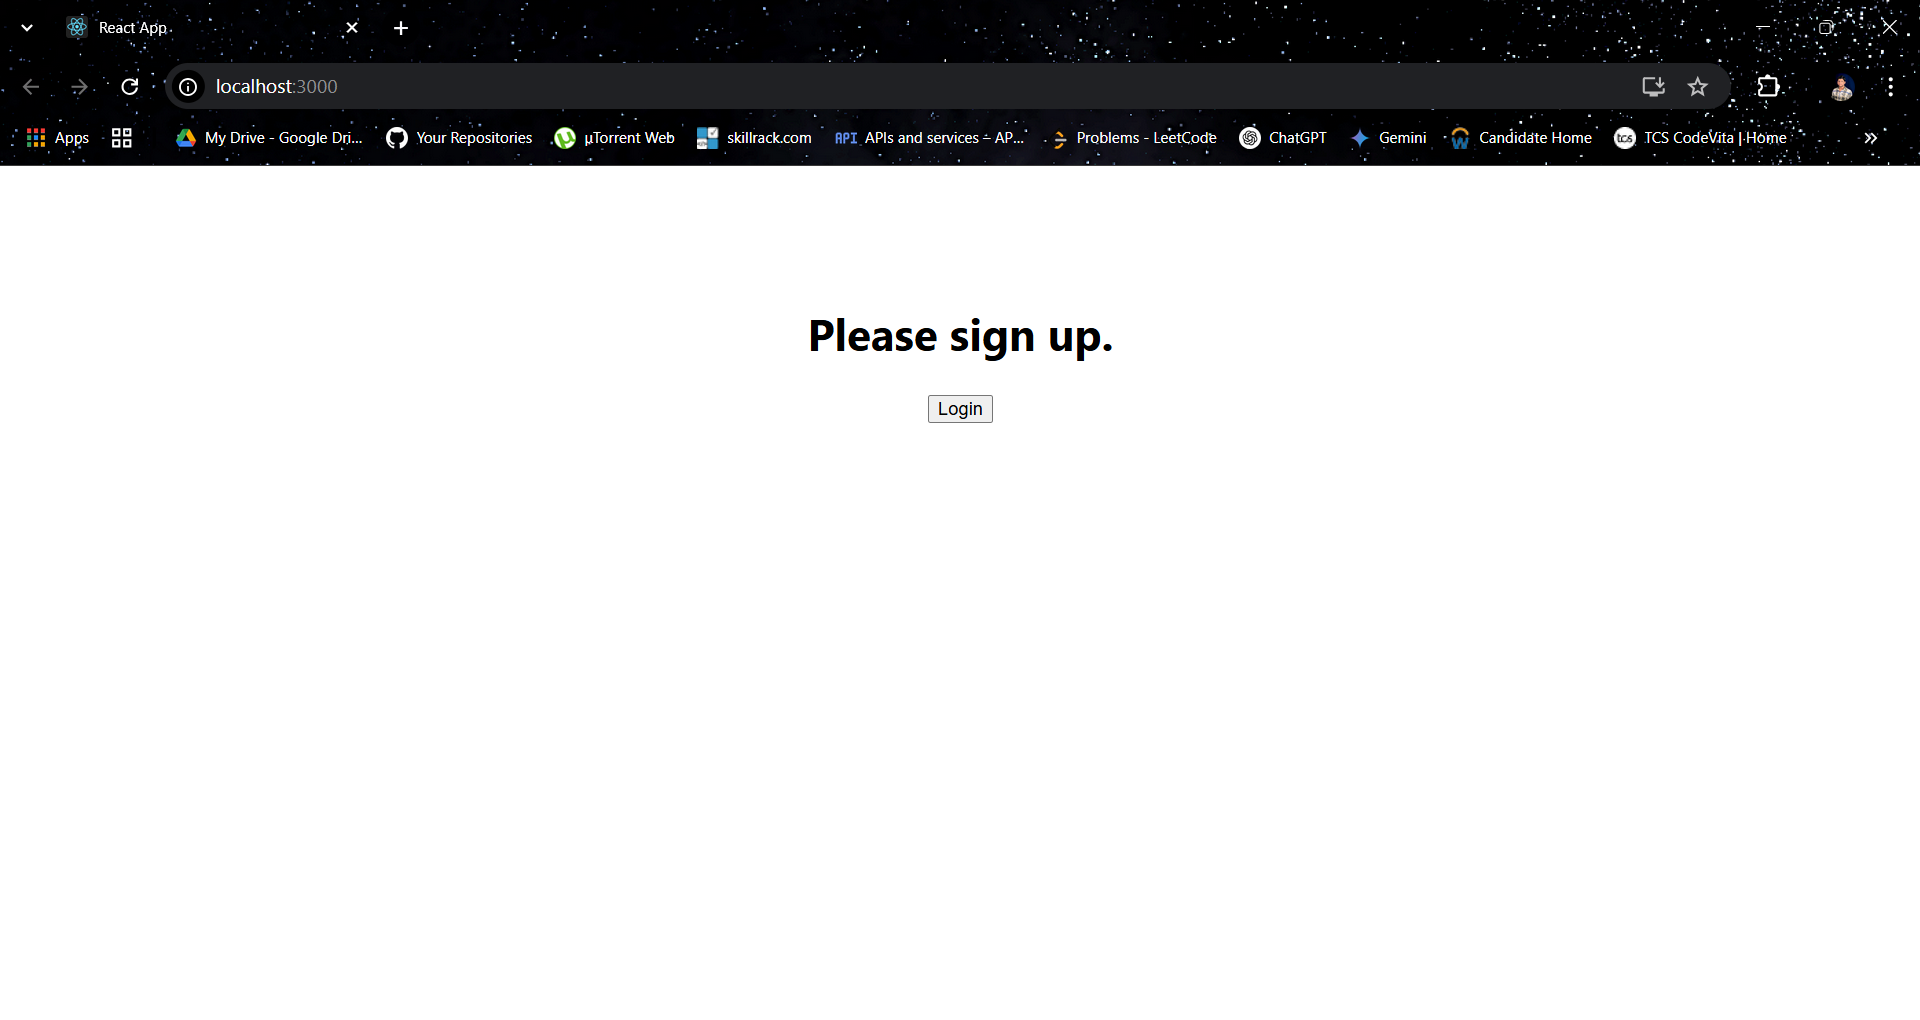 React App
localhost:3000
Apps My Drive - Google Dri... Your Repositories µTorrent Web skillrack.com API APIs and services – AP... Problems - LeetCode ChatGPT Gemini Candidate Home tcs TCS CodeVita | Home
Please sign up.
Login